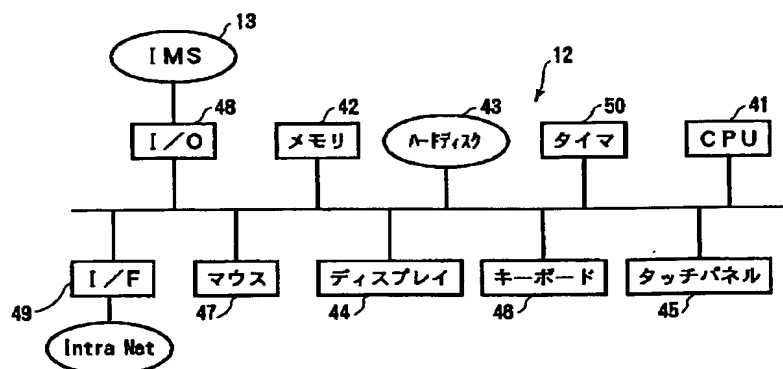 13
IMS
12
48
42
43
50
41
I/O
メモリ
ハードディスク
タイマ
CPU
I/F
マウス
ディスプレイ
キーボード
タッチパネル
49
47
44
46
45
Intra Net